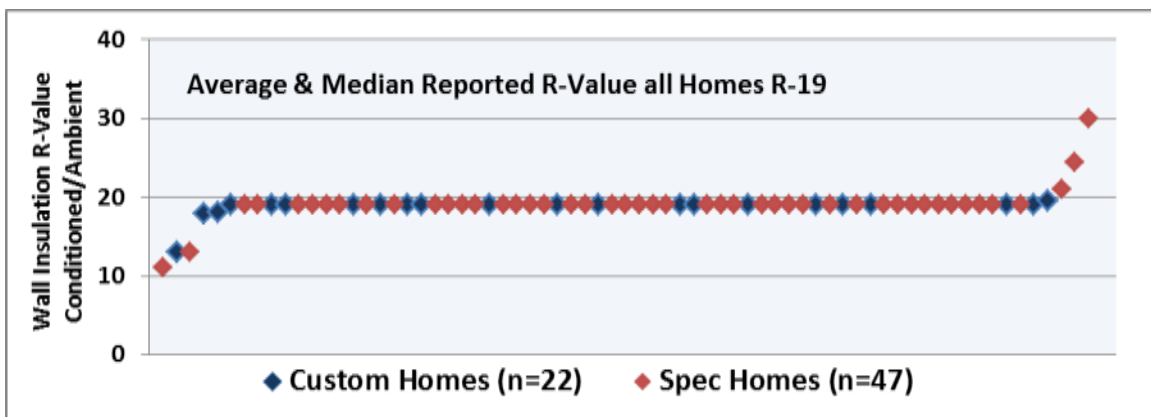 40
Average & Median Reported R-Value all Homes R-19
30
20
10
0
Wall Insulation R-Value
Conditioned/Ambient
Custom Homes (n=22) Spec Homes (n=47)